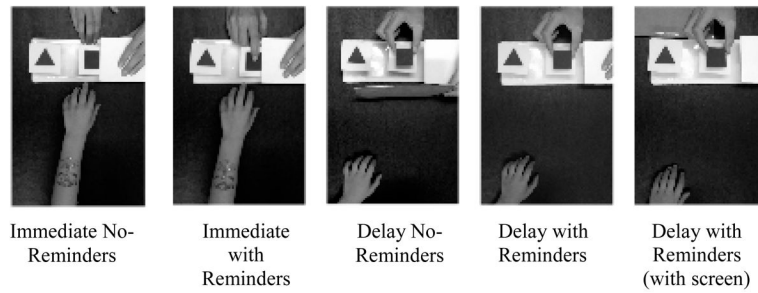 Immediate No-
Reminders
Immediate
with
Reminders
Delay No-
Reminders
Delay with
Reminders
Delay with
Reminders
(with screen)